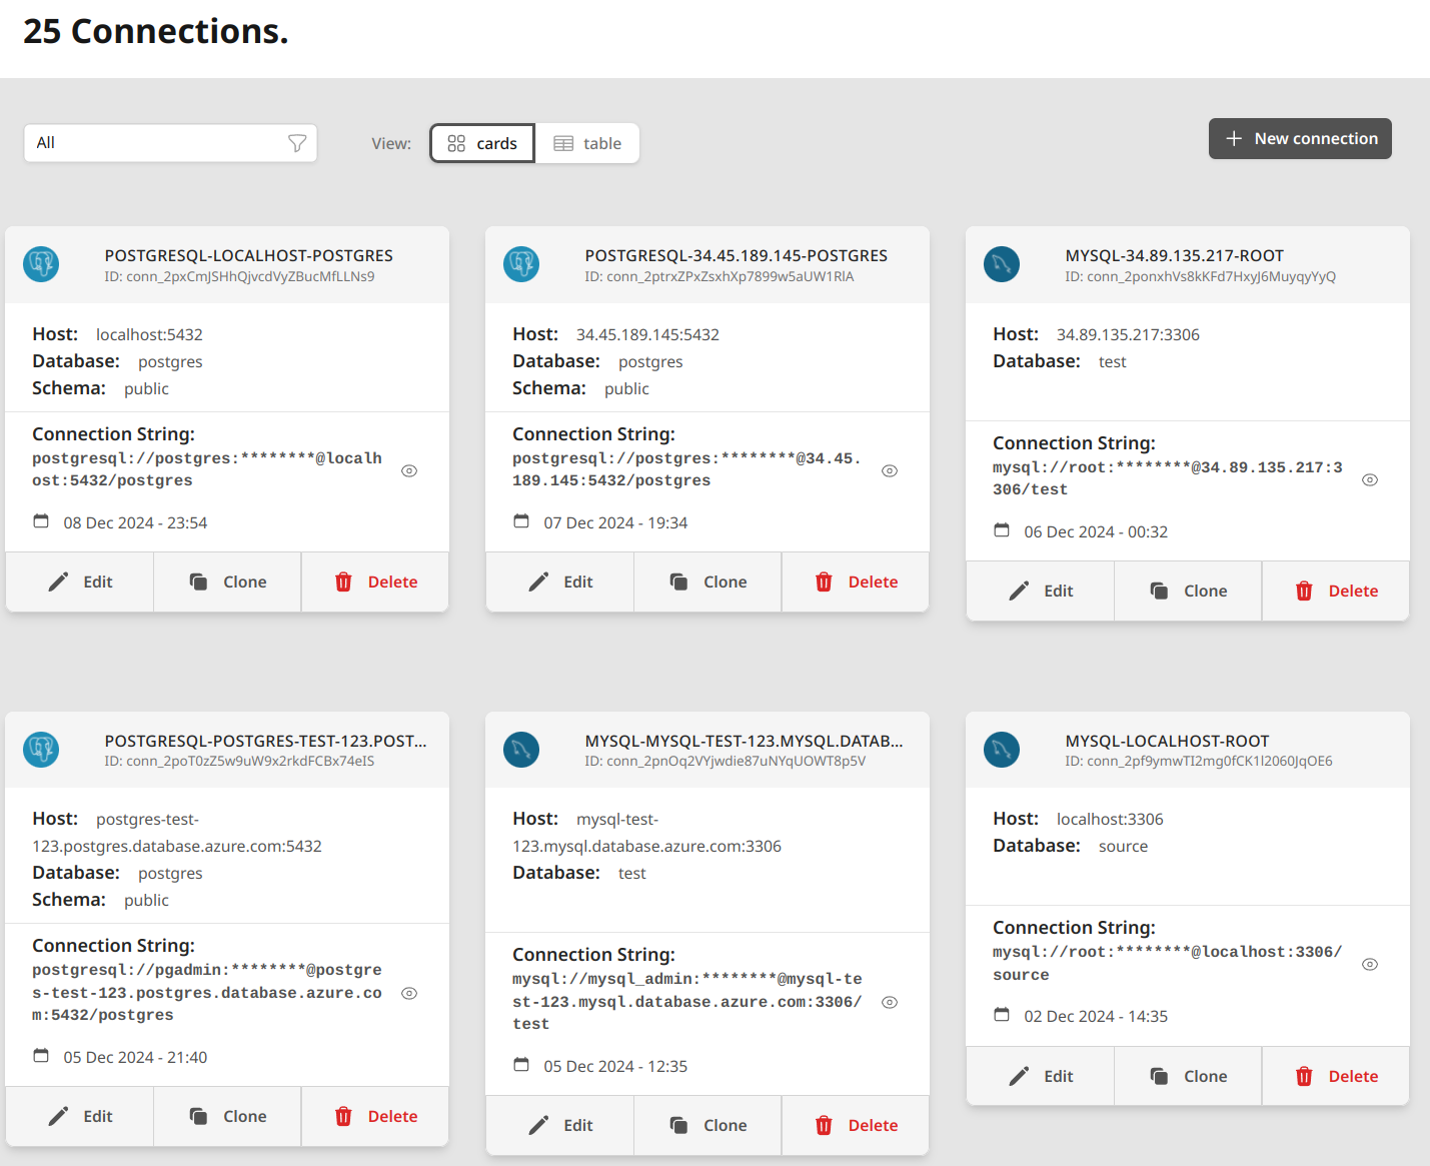 25 Connections.
All
View:
cards
table
New connection
POSTGRESQL-LOCALHOST-POSTGRES
ID: conn_2pxCmJSHhQjvcdVyZBucMfLLNs9
Host: localhost:5432
Database: postgres
Schema: public
Connection String:
postgresql://postgres:********@localh
ost:5432/postgres
08 Dec 2024 - 23:54
Edit
Clone
Delete
POSTGRESQL-34.45.189.145-POSTGRES
ID: conn_2ptrxZPxZsxhXp7899w5aUW1RlA
Host: 34.45.189.145:5432
Database: postgres
Schema: public
Connection String:
postgresql://postgres:********@34.45.
189.145:5432/postgres
07 Dec 2024 - 19:34
Edit
Clone
Delete
MYSQL-34.89.135.217-ROOT
ID: conn_2ponxhVs8kKFd7HxyJ6MuyqyYyQ
Host: 34.89.135.217:3306
Database: test
Connection String:
mysql://root:********@34.89.135.217:3
306/test
06 Dec 2024 - 00:32
Edit
Clone
Delete
POSTGRESQL-POSTGRES-TEST-123.POST...
ID: conn_2poT0zZ5w9uW9x2rkdFCBx74eIS
Host: postgres-test-
123.postgres.database.azure.com:5432
Database: postgres
Schema: public
Connection String:
postgresql://pgadmin:********@postgre
s-test-123.postgres.database.azure.co
m:5432/postgres
05 Dec 2024 - 21:40
Edit
Clone
Delete
MYSQL-MYSQL-TEST-123.MYSQL.DATAB...
ID: conn_2pnOq2VYjwdie87uNYqUOWT8p5V
Host: mysql-test-
123.mysql.database.azure.com:3306
Database: test
Connection String:
mysql://mysql_admin:********@mysql-te
st-123.mysql.database.azure.com:3306/
test
05 Dec 2024 - 12:35
Edit
Clone
Delete
MYSQL-LOCALHOST-ROOT
ID: conn_2pf9ymwTI2mg0fCK1l2060JqOE6
Host: localhost:3306
Database: source
Connection String:
mysql://root:********@localhost:3306/
source
02 Dec 2024 - 14:35
Edit
Clone
Delete